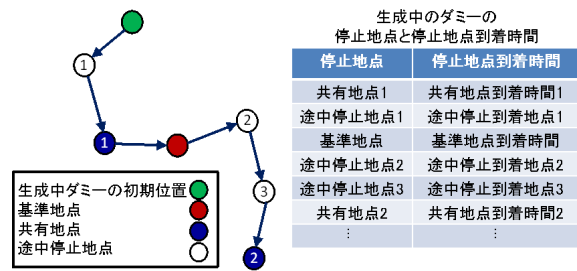 1
1
2
3
2
生成中ダミーの初期位置
基準地点
共有地点
途中停止地点
生成中のダミーの
停止地点と停止地点到着時間
停止地点 停止地点到着時間
共有地点1 共有地点到着時間1
途中停止地点1 途中停止到着地点1
基準地点 基準地点到着時間
途中停止地点2 途中停止到着地点2
途中停止地点3 途中停止到着地点3
共有地点2 共有地点到着時間2
⋮ ⋮